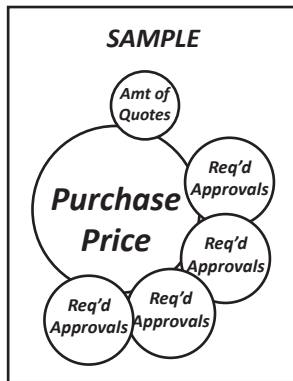 SAMPLE
Amt of
Quotes
Purchase
Price
Req’d
Approvals
Req’d
Approvals
Req’d
Approvals
Req’d
Approvals